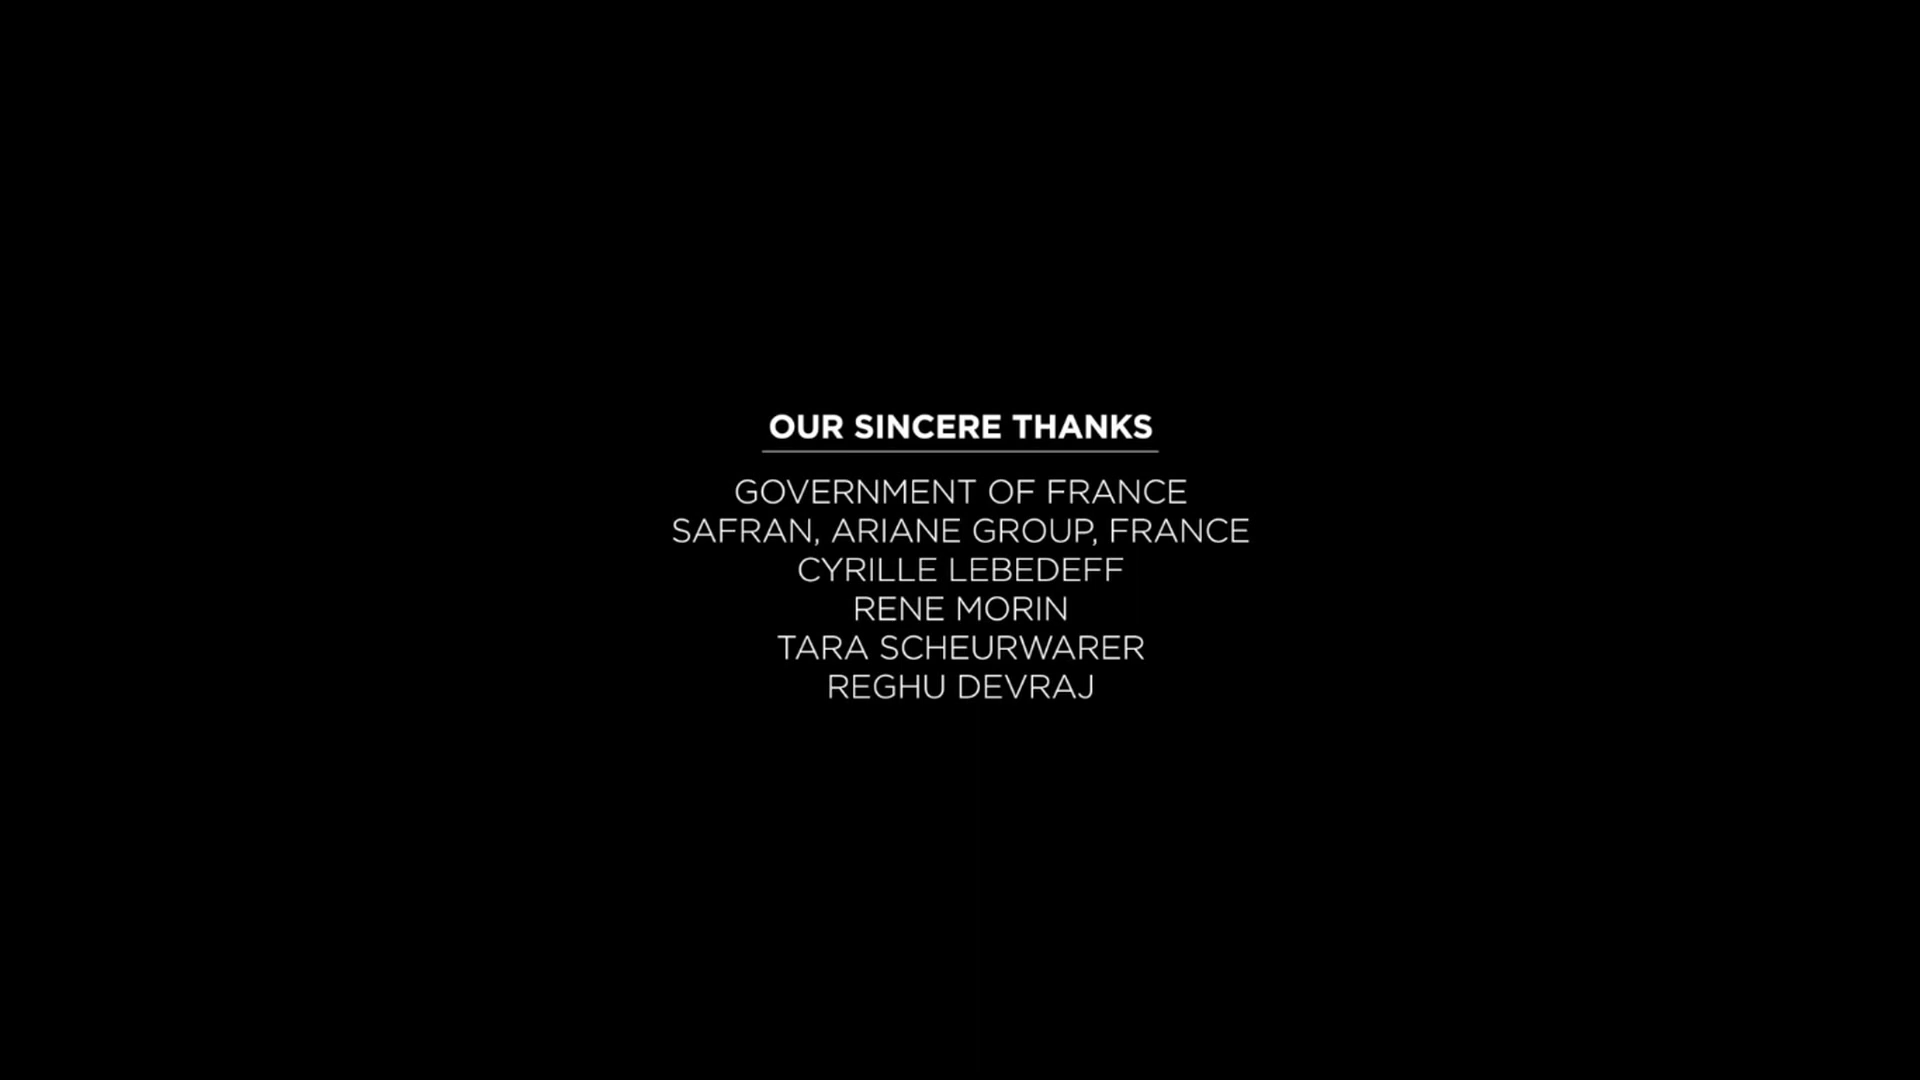 OUR SINCERE THANKS
GOVERNMENT OF FRANCE
SAFRAN, ARIANE GROUP, FRANCE
CYRILLE LEBEDEFF
RENE MORIN
TARA SCHEURWARER
REGHU DEVRAJ